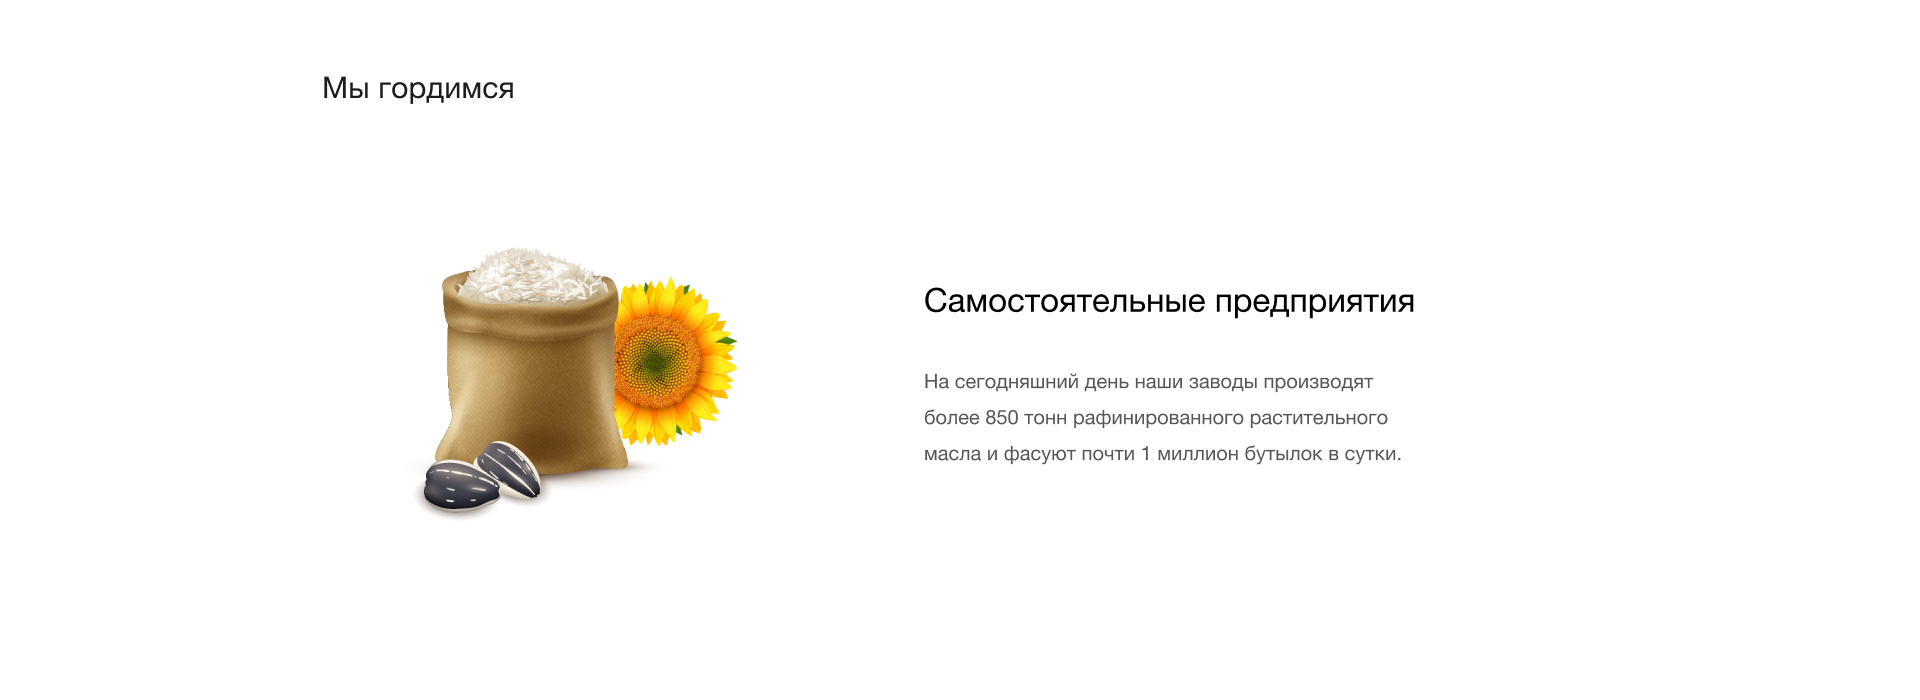 Мы гордимся
Самостоятельные предприятия
На сегодняшний день наши заводы производят
более 850 тонн рафинированного растительного
масла и фасуют почти 1 миллион бутылок в сутки.